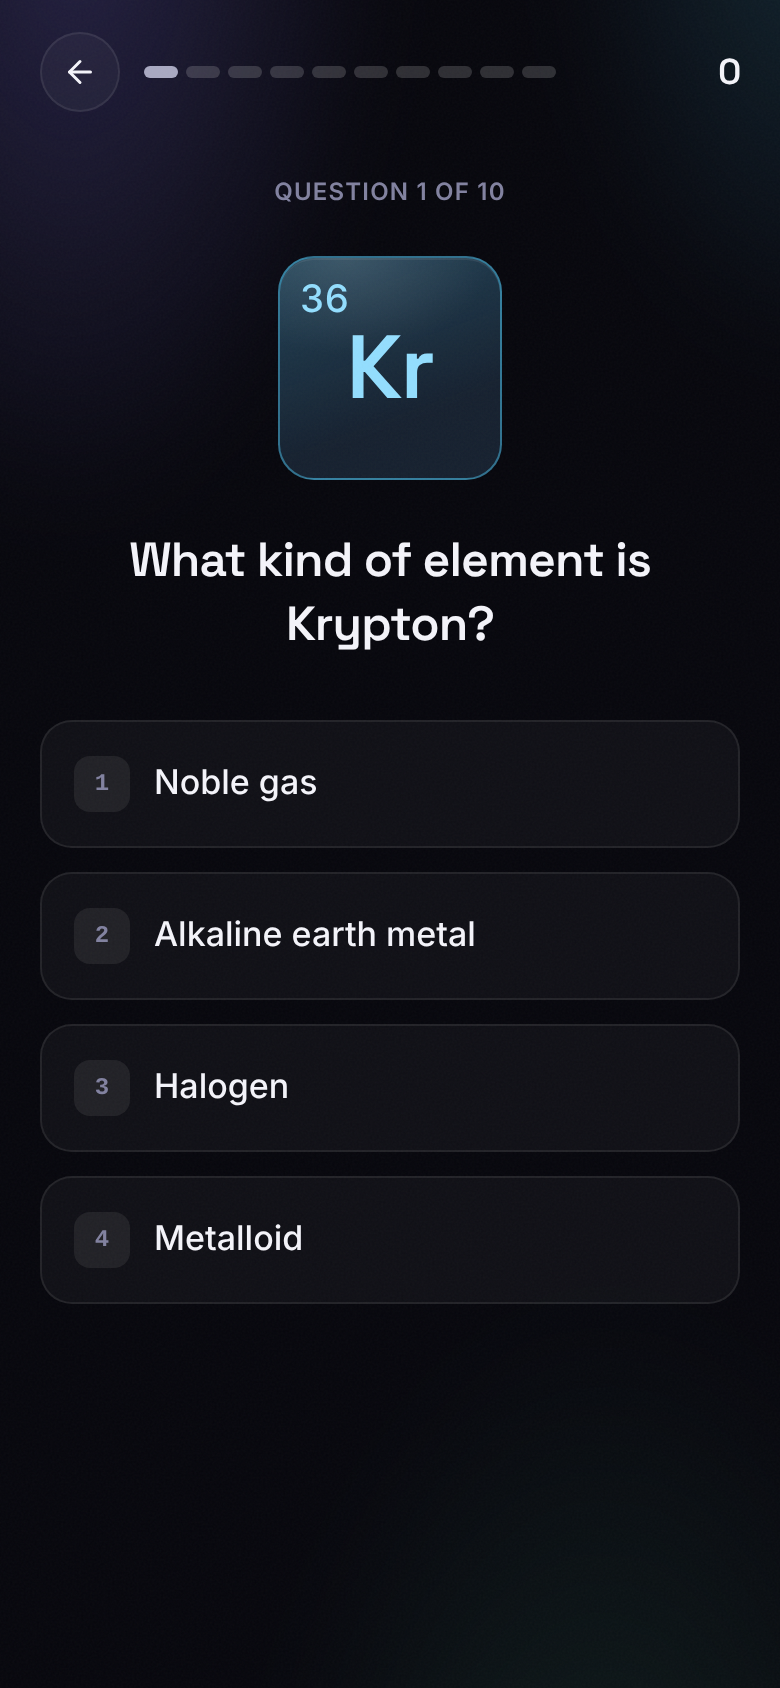 0
QUESTION 1 OF 10
36
Kr
What kind of element is
Krypton?
1 Noble gas
2 Alkaline earth metal
3 Halogen
4 Metalloid